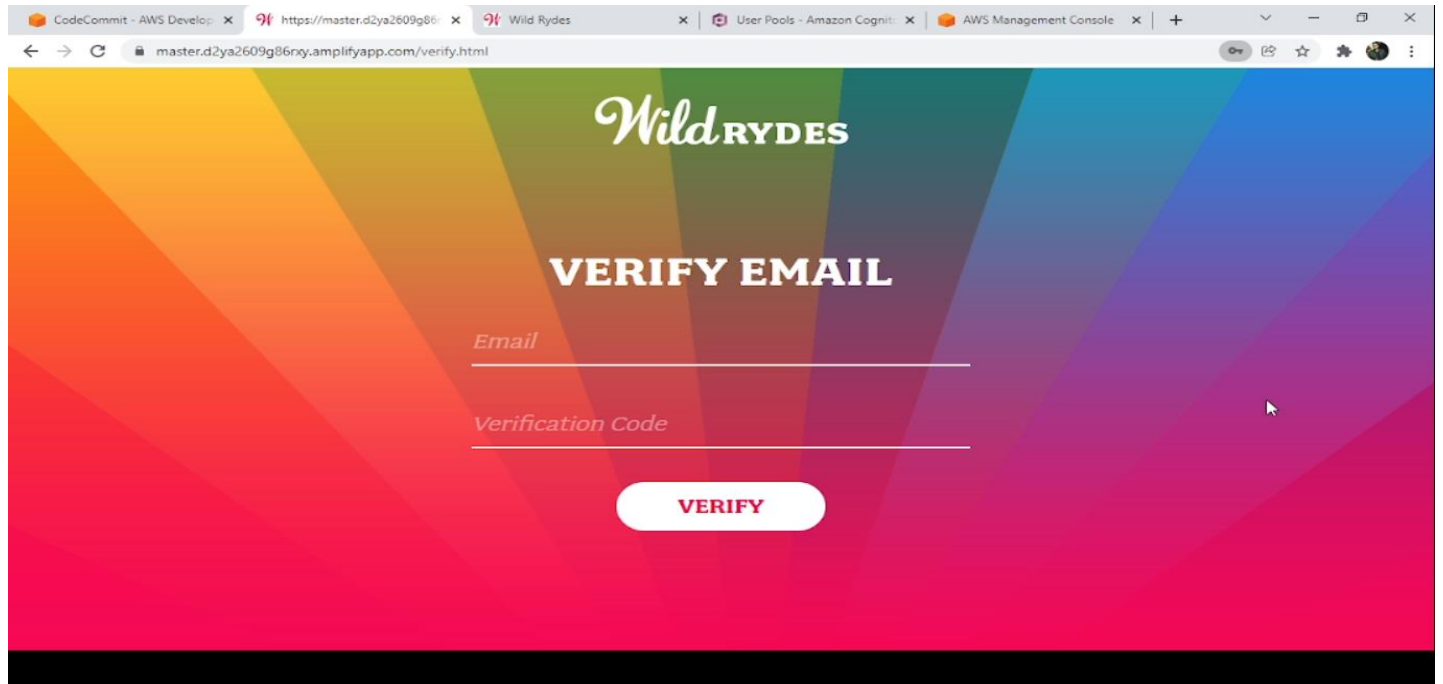 CodeCommit - AWS Develop
https://master.d2ya2609g86
Wild Rydes
User Pools - Amazon Cognit
AWS Management Console
master.d2ya2609g86rxy.amplifyapp.com/verify.html
Wild RYDES
VERIFY EMAIL
Email
Verification Code
VERIFY